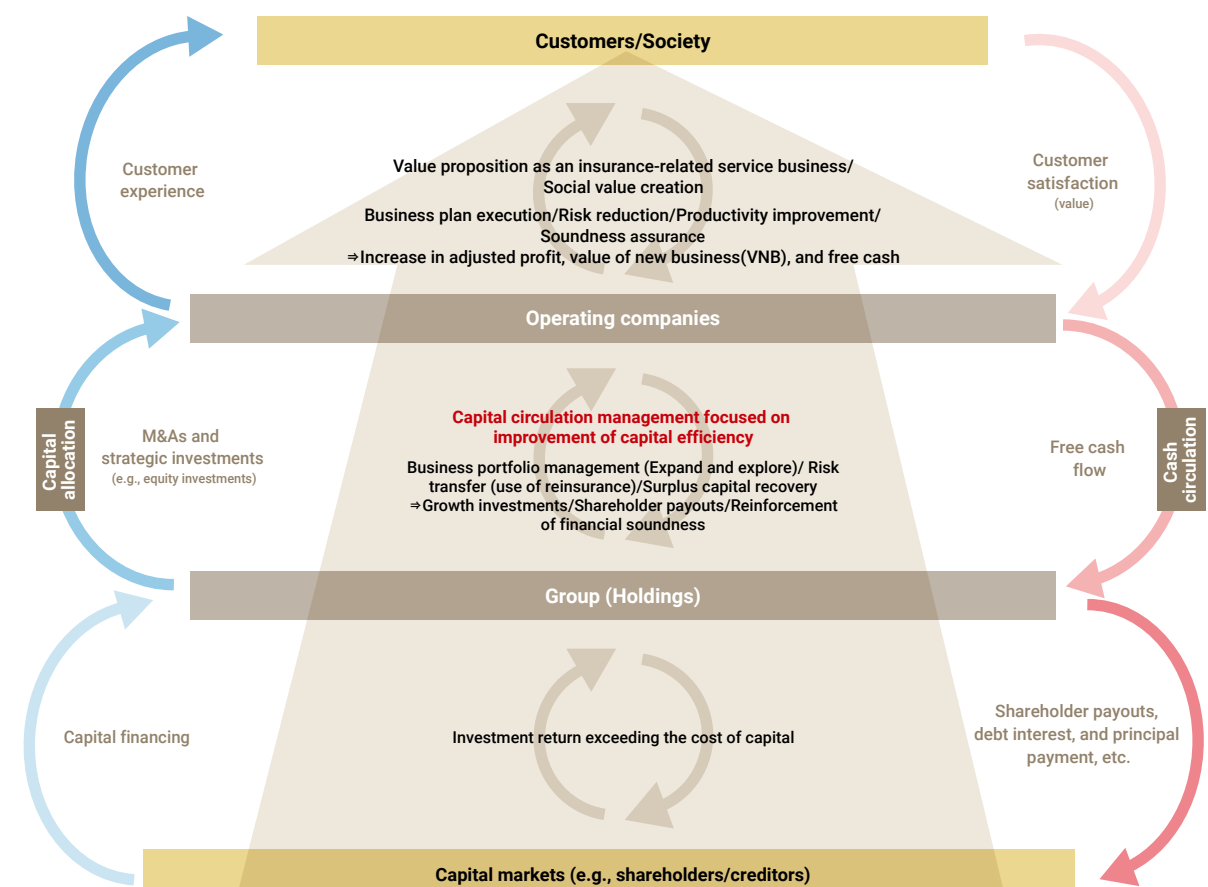 Customers/Society
Customer
experience
Value proposition as an insurance-related service business/
Social value creation
Business plan execution/Risk reduction/Productivity improvement/
Soundness assurance
⇒Increase in adjusted profit, value of new business(VNB), and free cash
Customer
satisfaction
(value)
Operating companies
Capital
allocation
M&As and
strategic investments
(e.g., equity investments)
Capital circulation management focused on
improvement of capital efficiency
Business portfolio management (Expand and explore)/ Risk
transfer (use of reinsurance)/Surplus capital recovery
⇒Growth investments/Shareholder payouts/Reinforcement
of financial soundness
Free cash
flow
Cash
circulation
Group (Holdings)
Capital financing
Investment return exceeding the cost of capital
Shareholder payouts,
debt interest, and principal
payment, etc.
Capital markets (e.g., shareholders/creditors)